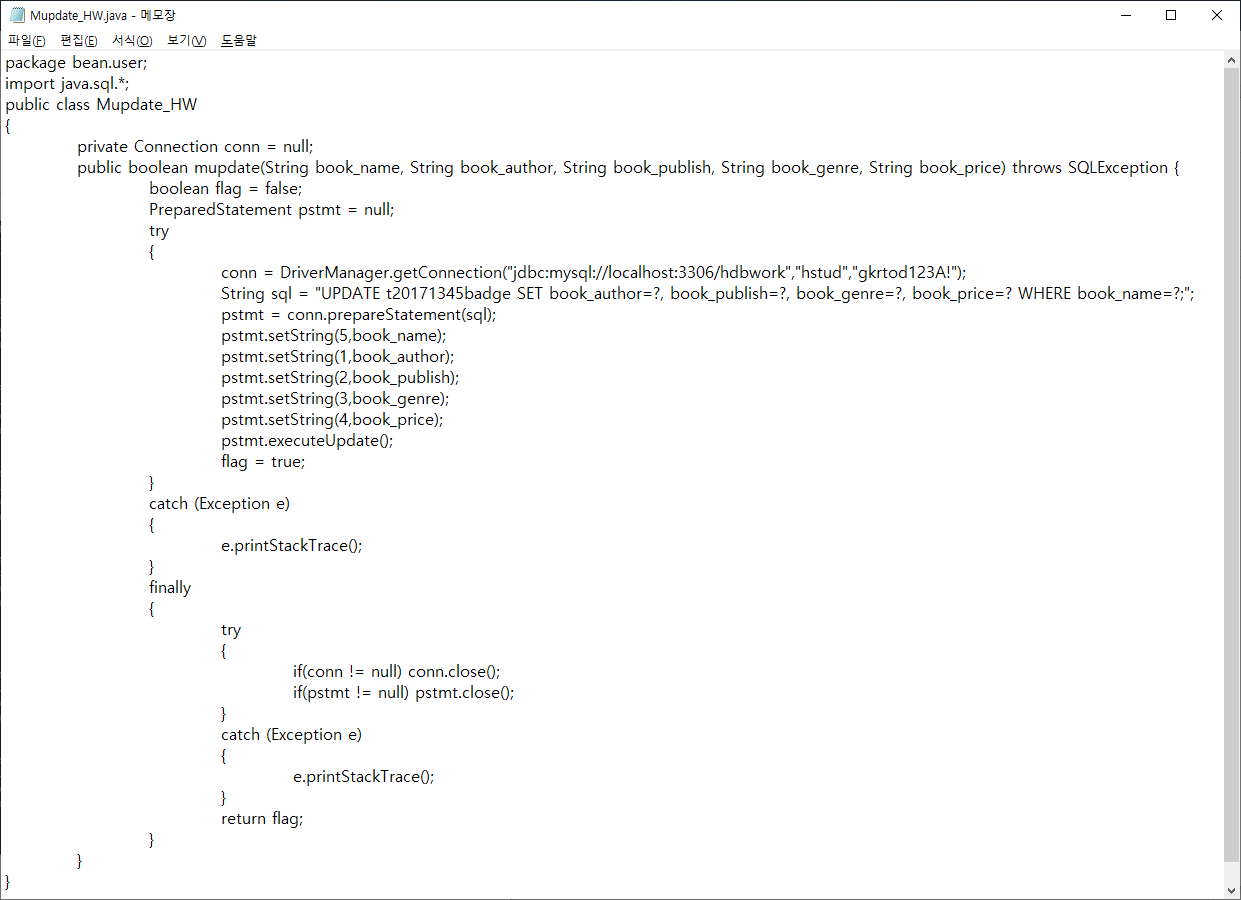 Mupdate_HW.java - 메모장
파일(F) 편집(E) 서식(O) 보기(V) 도움말
package bean.user;
import java.sql.*;
public class Mupdate_HW
{
private Connection conn = null;
public boolean mupdate(String book_name, String book_author, String book_publish, String book_genre, String book_price) throws SQLException {
boolean flag = false;
PreparedStatement pstmt = null;
try
{
conn = DriverManager.getConnection("jdbc:mysql://localhost:3306/hdbwork","hstud","gkrtod123A!");
String sql = "UPDATE t20171345badge SET book_author=?, book_publish=?, book_genre=?, book_price=? WHERE book_name=?;";
pstmt = conn.prepareStatement(sql);
pstmt.setString(5,book_name);
pstmt.setString(1,book_author);
pstmt.setString(2,book_publish);
pstmt.setString(3,book_genre);
pstmt.setString(4,book_price);
pstmt.executeUpdate();
flag = true;
}
catch (Exception e)
{
e.printStackTrace();
}
finally
{
try
{
if(conn != null) conn.close();
if(pstmt != null) pstmt.close();
}
catch (Exception e)
{
e.printStackTrace();
}
return flag;
}
}
}